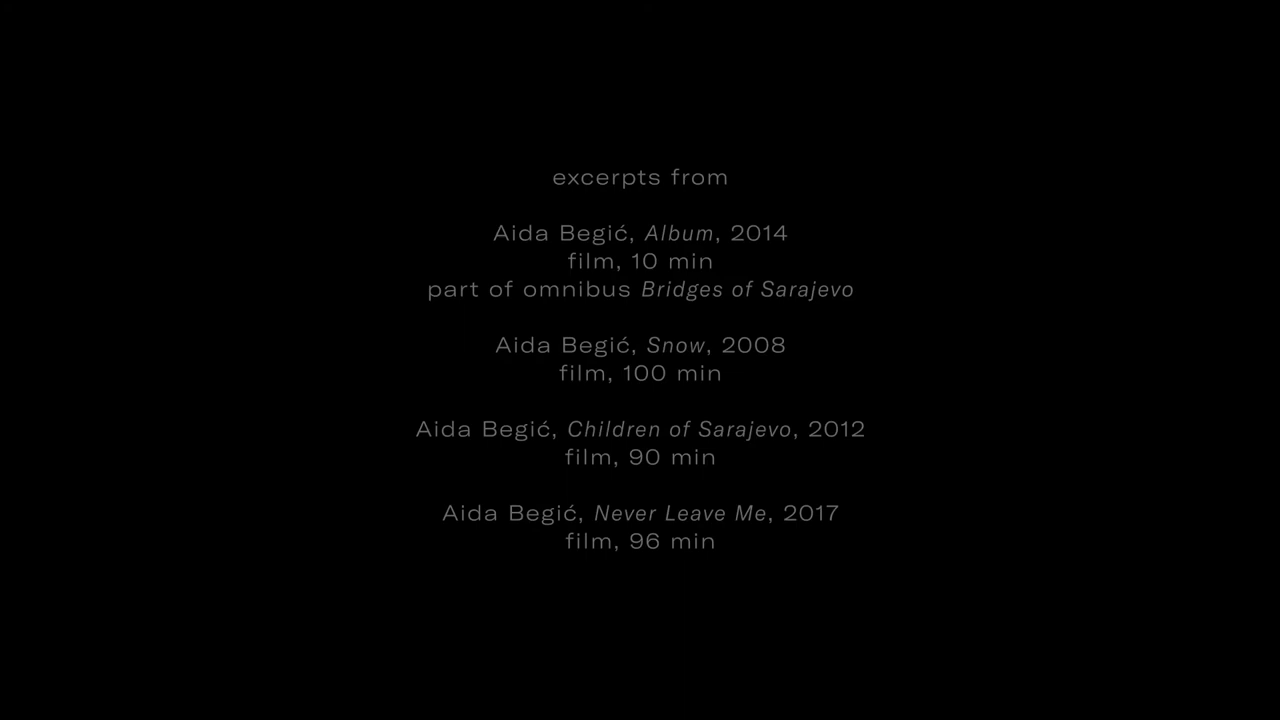 excerpts from
Aida Begić, Album, 2014
film, 10 min
part of omnibus Bridges of Sarajevo
Aida Begić, Snow, 2008
film, 100 min
Aida Begić, Children of Sarajevo, 2012
film, 90 min
Aida Begić, Never Leave Me, 2017
film, 96 min